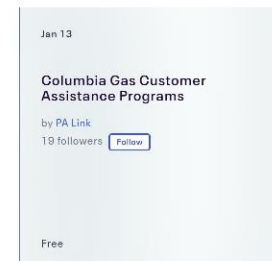 Jan 13
Columbia Gas Customer
Assistance Programs
by PA Link
19 followers Follow
Free